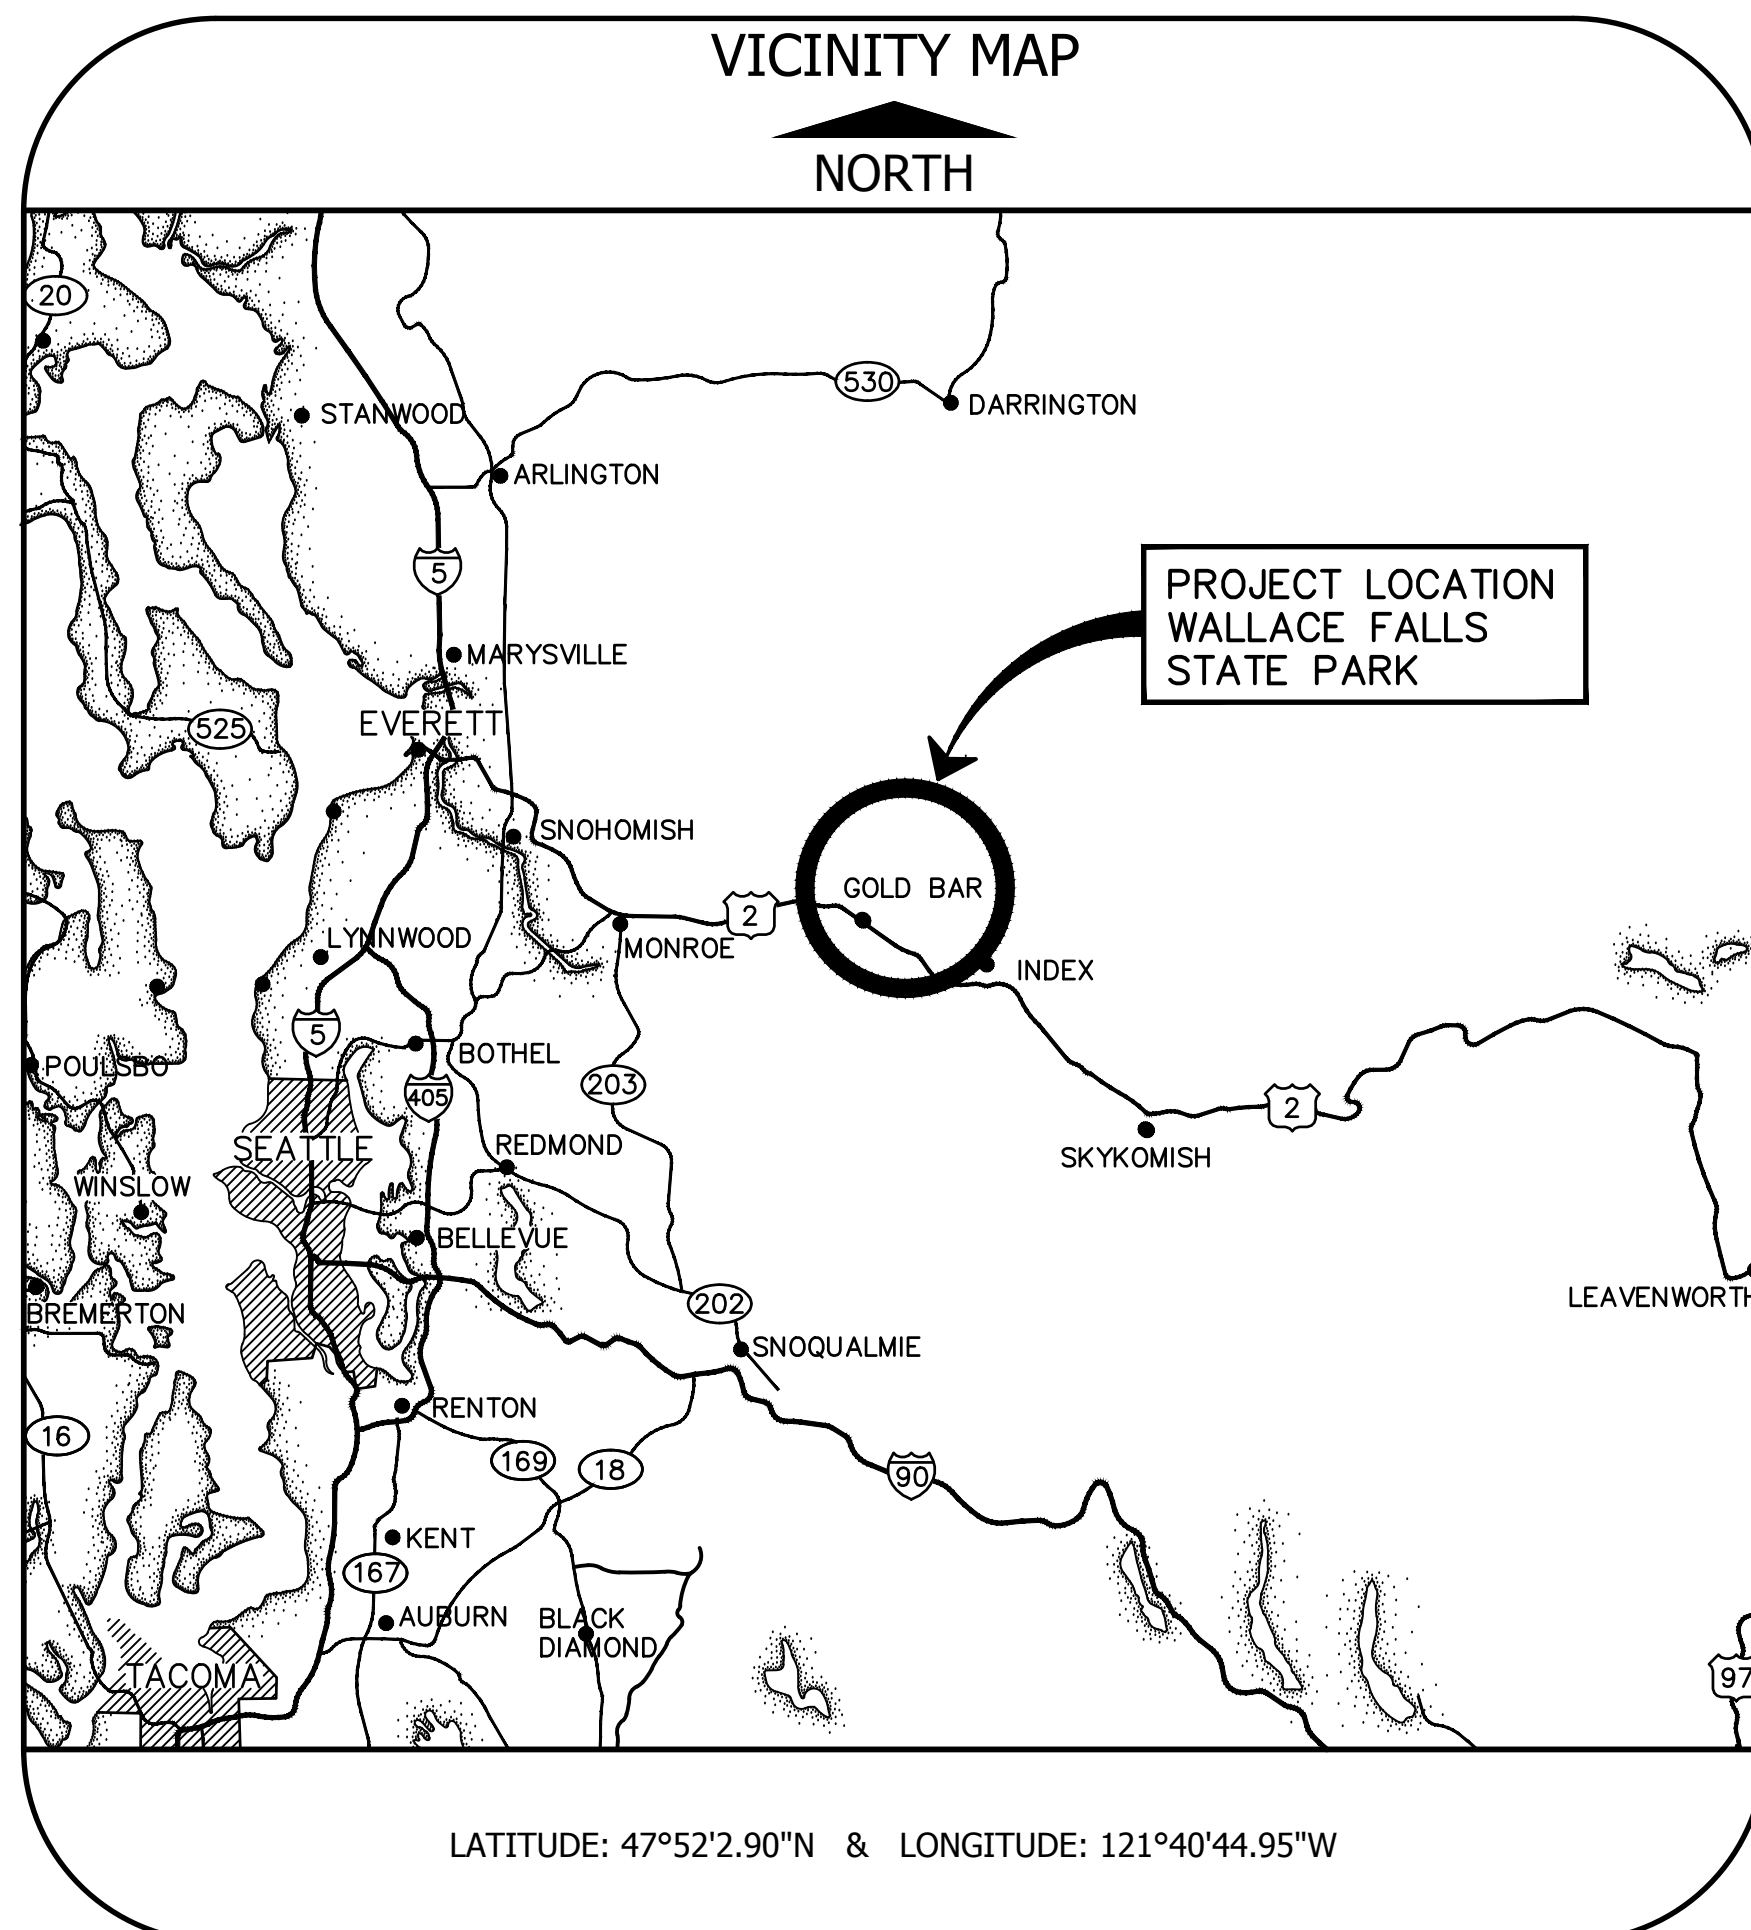 VICINITY MAP
NORTH
20
530
DARRINGTON
STANWOOD
ARLINGTON
5
PROJECT LOCATION
WALLACE FALLS
STATE PARK
MARYSVILLE
525
EVERETT
SNOHOMISH
GOLD BAR
2
LYNNWOOD
MONROE
INDEX
5
BOTHEL
POULSBO
203
405
2
SEATTLE
REDMOND
SKYKOMISH
WINSLOW
BELLEVUE
LEAVENWORTH
202
BREMERTON
SNOQUALMIE
RENTON
16
169
18
90
KENT
167
AUBURN
BLACK
DIAMOND
TACOMA
97
LATITUDE: 47°52'2.90"N & LONGITUDE: 121°40'44.95"W